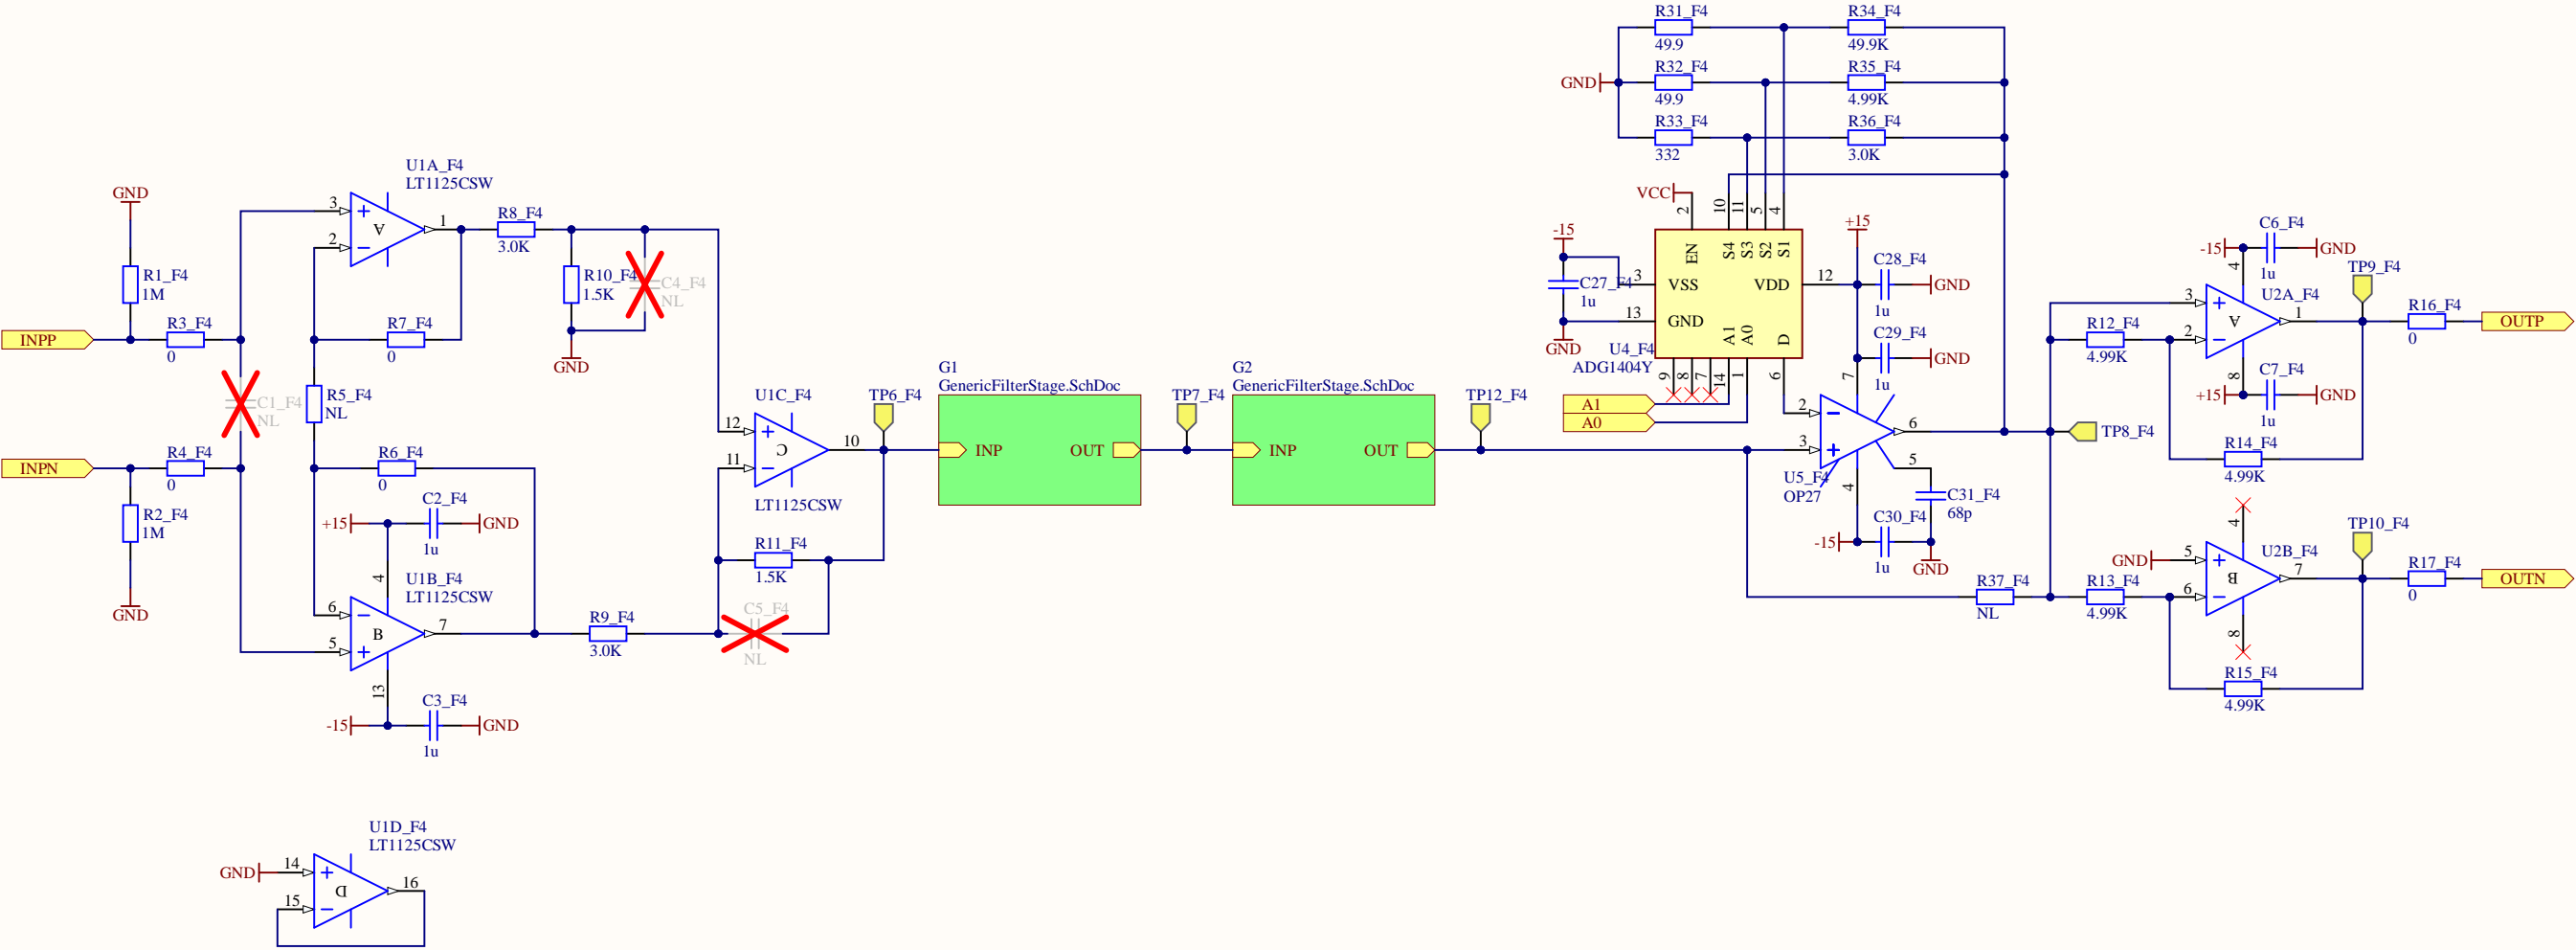 R31_F4
49.9
R34_F4
49.9K
GND
R32_F4
49.9
R35_F4
4.99K
R33_F4
332
R36_F4
3.0K
VCC
2
10
11
5
4
EN
S4
S3
S2
S1
-15
C27_F4
1u
3
VSS
13
GND
GND
VDD
12
+15
C28_F4
GND
1u
C29_F4
GND
1u
A1
A0
D
U4_F4
ADG1404Y
9
8
7
14
1
6
A1
A0
GND
R1_F4
1M
INPP
R3_F4
0
C1_F4
NL
INPN
R4_F4
0
R2_F4
1M
GND
U1A_F4
LT1125CSW
3
2
A
1
R7_F4
0
R5_F4
NL
R6_F4
0
R8_F4
3.0K
R10_F4
1.5K
C4_F4
NL
GND
C2_F4
+15
GND
1u
4
U1B_F4
LT1125CSW
6
5
B
7
13
C3_F4
-15
GND
1u
R9_F4
3.0K
U1C_F4
12
11
C
10
LT1125CSW
R11_F4
1.5K
C5_F4
NL
TP6_F4
G1
GenericFilterStage.SchDoc
INP
OUT
TP7_F4
G2
GenericFilterStage.SchDoc
INP
OUT
TP12_F4
7
2
3
6
5
4
U5_F4
OP27
C31_F4
68p
C30_F4
-15
1u
GND
TP8_F4
R37_F4
NL
R12_F4
4.99K
R13_F4
4.99K
C6_F4
-15
GND
1u
4
U2A_F4
3
2
A
1
8
C7_F4
+15
GND
1u
R14_F4
4.99K
TP9_F4
R16_F4
0
OUTP
4
GND
5
6
U2B_F4
B
7
8
R15_F4
4.99K
TP10_F4
R17_F4
0
OUTN
U1D_F4
LT1125CSW
GND
14
15
D
16